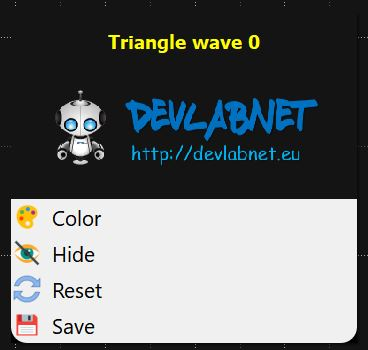 Triangle wave 0
DEVLABNET
http://devlabnet.eu
Color
Hide
Reset
Save